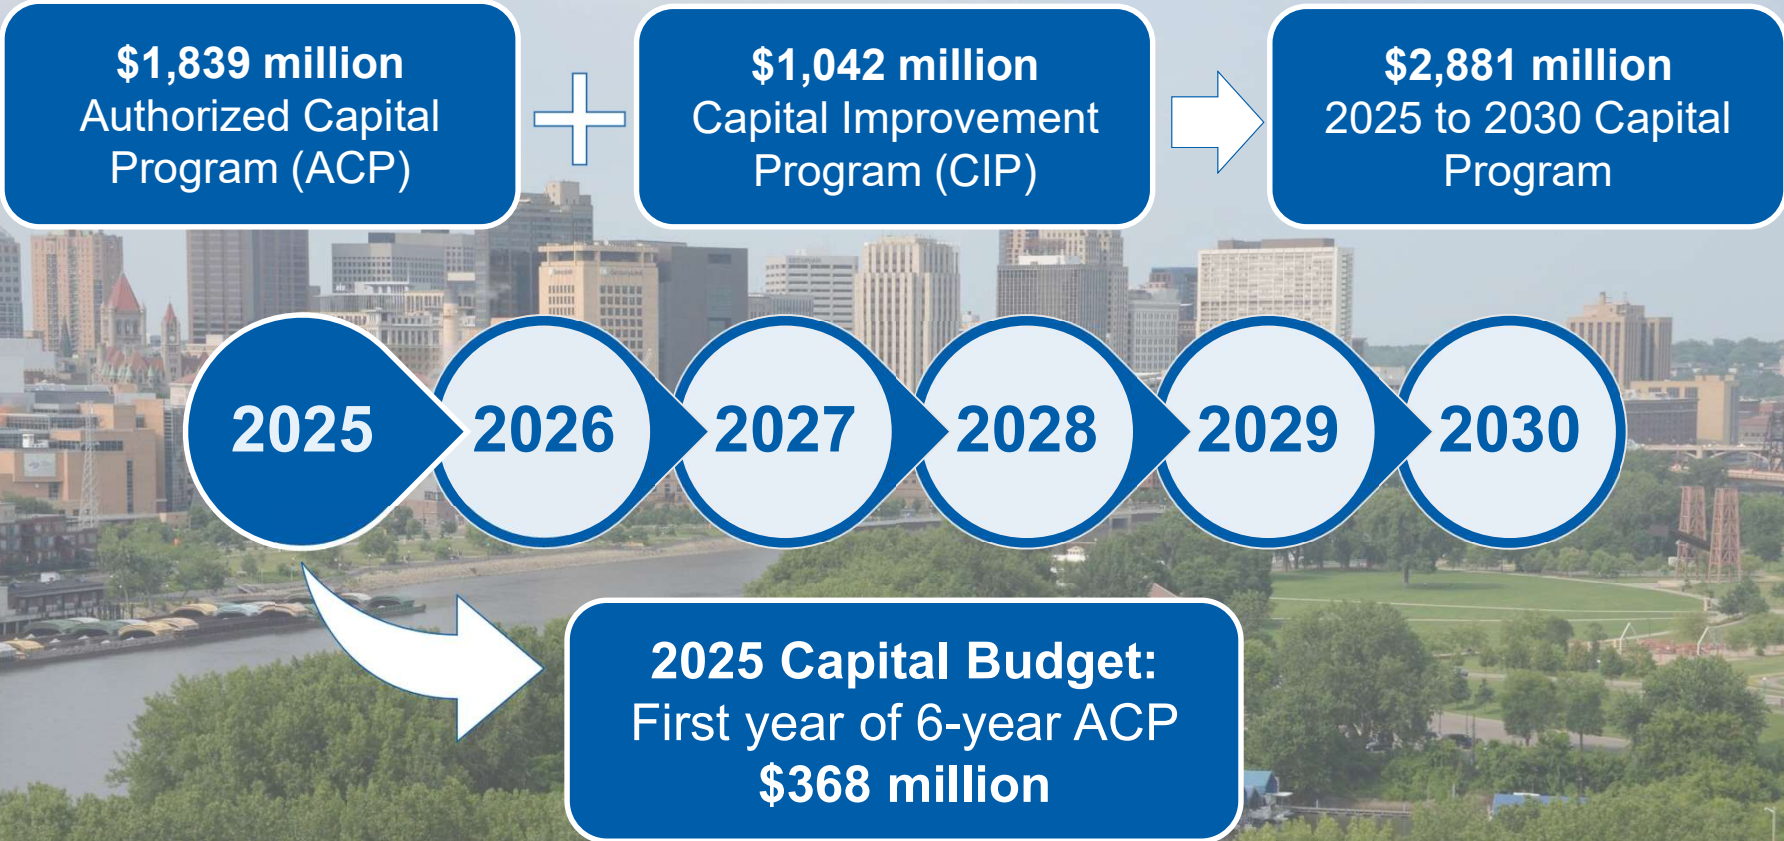 $1,839 million
Authorized Capital
Program (ACP)
$1,042 million
Capital Improvement
Program (CIP)
$2,881 million
2025 to 2030 Capital
Program
2025
2026
2027
2028
2029
2030
2025 Capital Budget:
First year of 6-year ACP
$368 million